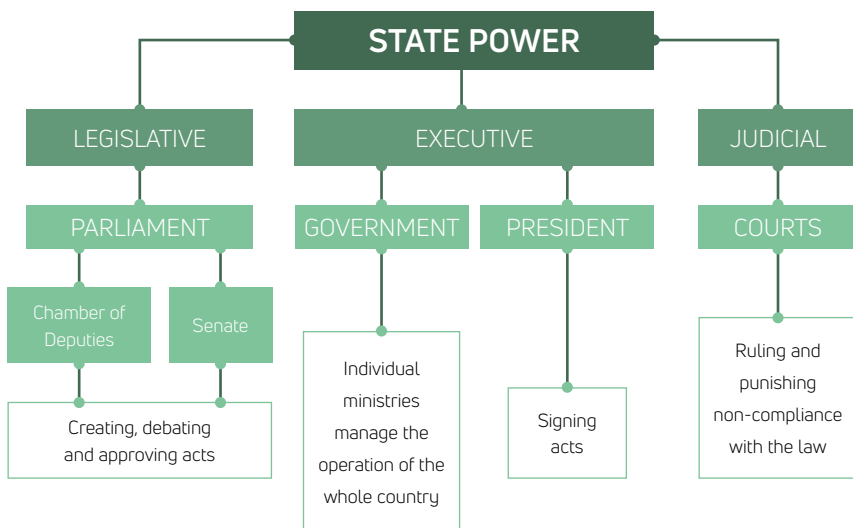 STATE POWER
LEGISLATIVE
EXECUTIVE
JUDICIAL
PARLIAMENT
GOVERNMENT
PRESIDENT
COURTS
Chamber of
Deputies
Senate
Creating, debating
and approving acts
Individual
ministries
manage the
operation of the
whole country
Signing
acts
Ruling and
punishing
non-compliance
with the law